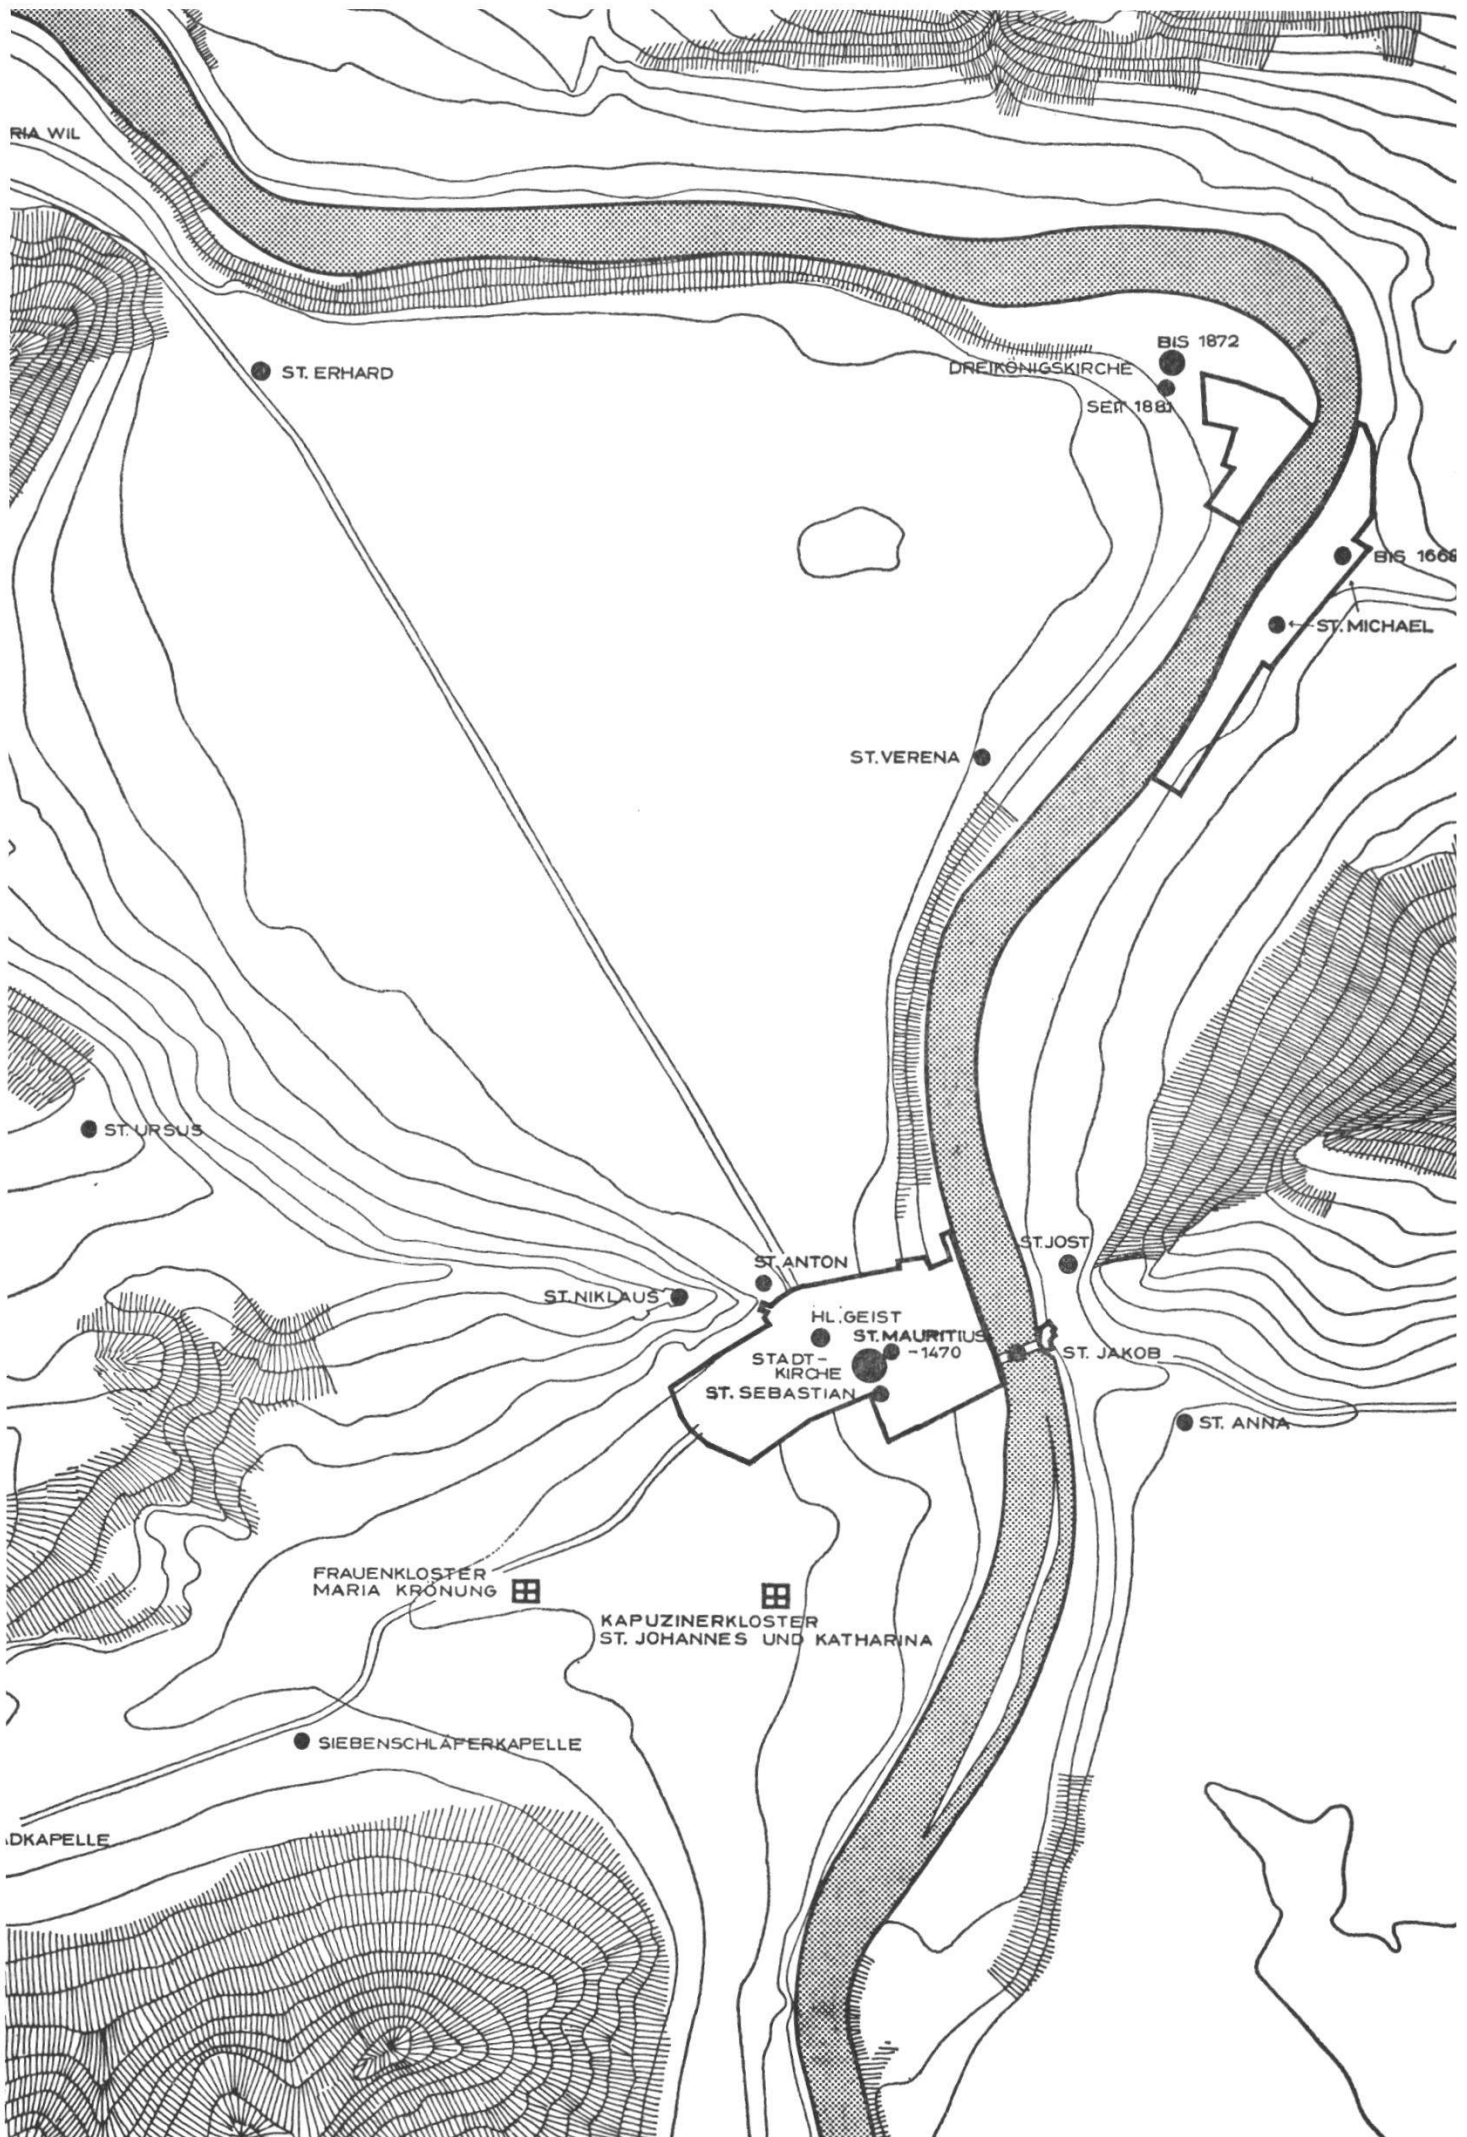 RIA WIL
BIS 1872
DREIKÖNIGSKIRCHE
SEIT 1881
ST. ERHARD
BIS 1668
ST. MICHAEL
ST. VERENA
ST. URSUS
ST. JOST
ST. ANTON
ST. NIKLAUS
HL. GEIST
ST. MAURITIUS
-1470
STADT-
KIRCHE
ST. JAKOB
ST. SEBASTIAN
ST. ANNA
FRAUENKLOSTER
MARIA KRÖNUNG
KAPUZINERKLOSTER
ST. JOHANNES UND KATHARINA
SIEBENSCHLÄFERKAPELLE
ADKAPELLE